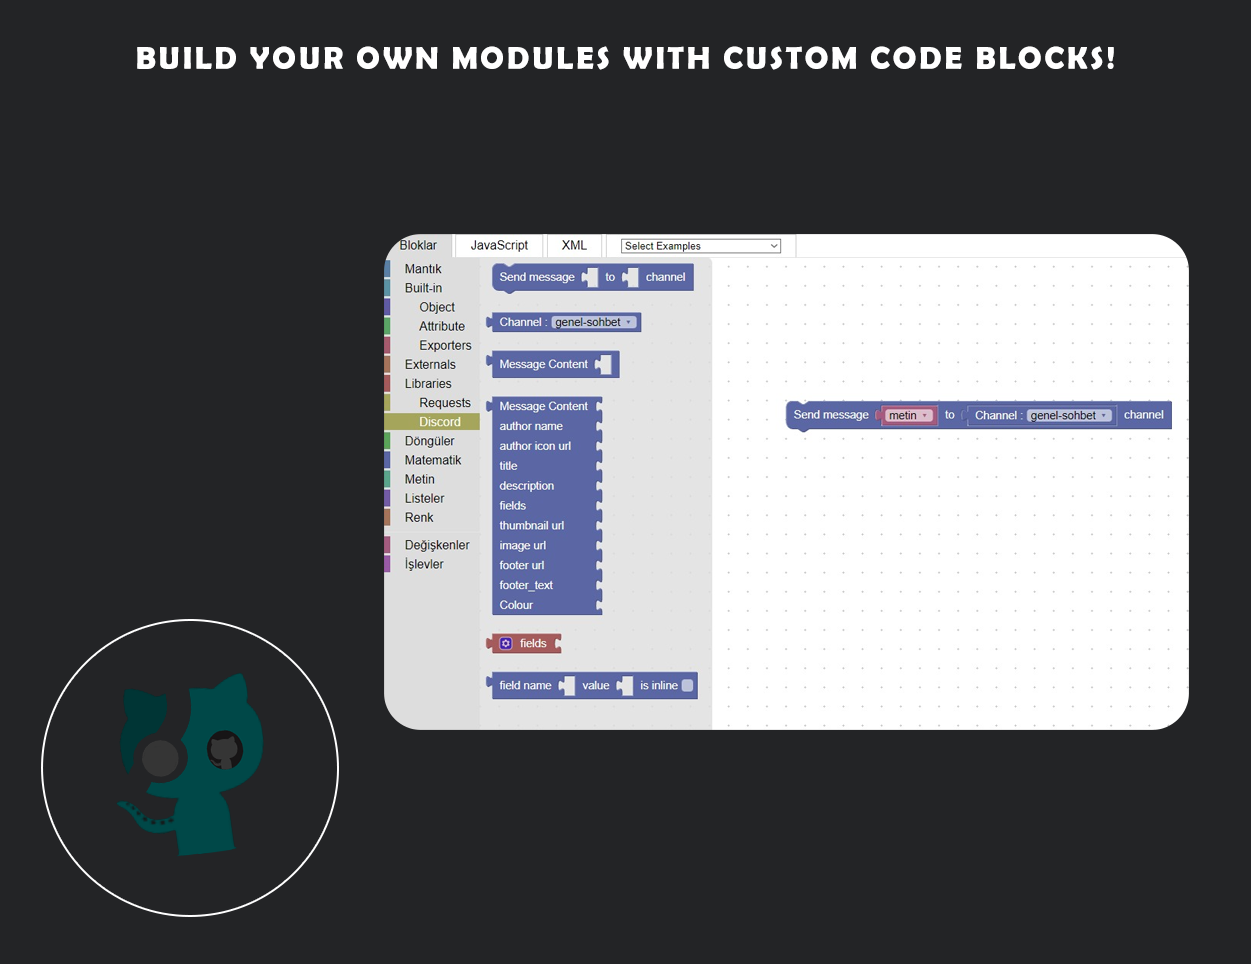 BUILD YOUR OWN MODULES WITH CUSTOM CODE BLOCKS!
Bloklar JavaScript XML Select Examples
Mantık
Built-in
Object
Attribute
Exporters
Externals
Libraries
Requests
Discord
Döngüler
Matematik
Metin
Listeler
Renk
Değişkenler
İşlevler
Send message to channel
Channel : genel-sohbet
Message Content
Message Content
author name
author icon url
title
description
fields
thumbnail url
image url
footer url
footer_text
Colour
fields
field name value is inline
Send message metin to Channel : genel-sohbet channel